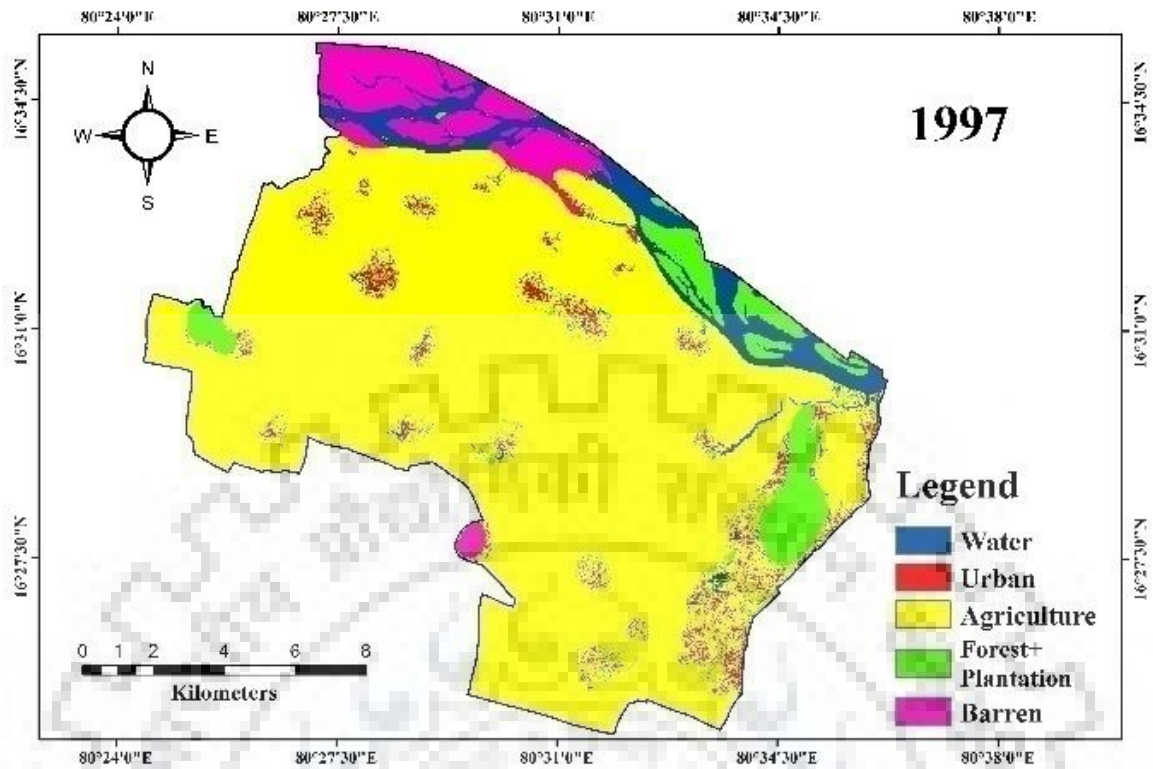 80°24'0"E 80°27'30"E 80°31'0"E 80°34'30"E 80°38'0"E
16°34'30"N 16°34'30"N
N
W E
S
1997
16°31'0"N 16°31'0"N
16°27'30"N 16°27'30"N
Legend
Water
Urban
Agriculture
Forest+
Plantation
Barren
0 1 2 4 6 8
Kilometers
80°24'0"E 80°27'30"E 80°31'0"E 80°34'30"E 80°38'0"E